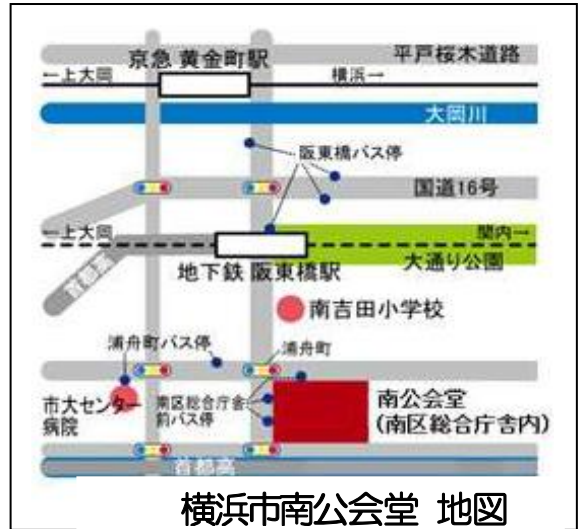 京急 黄金町駅
平戸桜木道路
←上大岡
横浜→
大岡川
阪東橋バス停
国道16号
←上大岡
関内→
大通り公園
首都高
地下鉄 阪東橋駅
南吉田小学校
浦舟町バス停
浦舟町
市大センター
病院
南区総合庁舎
前バス停
南公会堂
(南区総合庁舎内)
首都高
横浜市南公会堂 地図